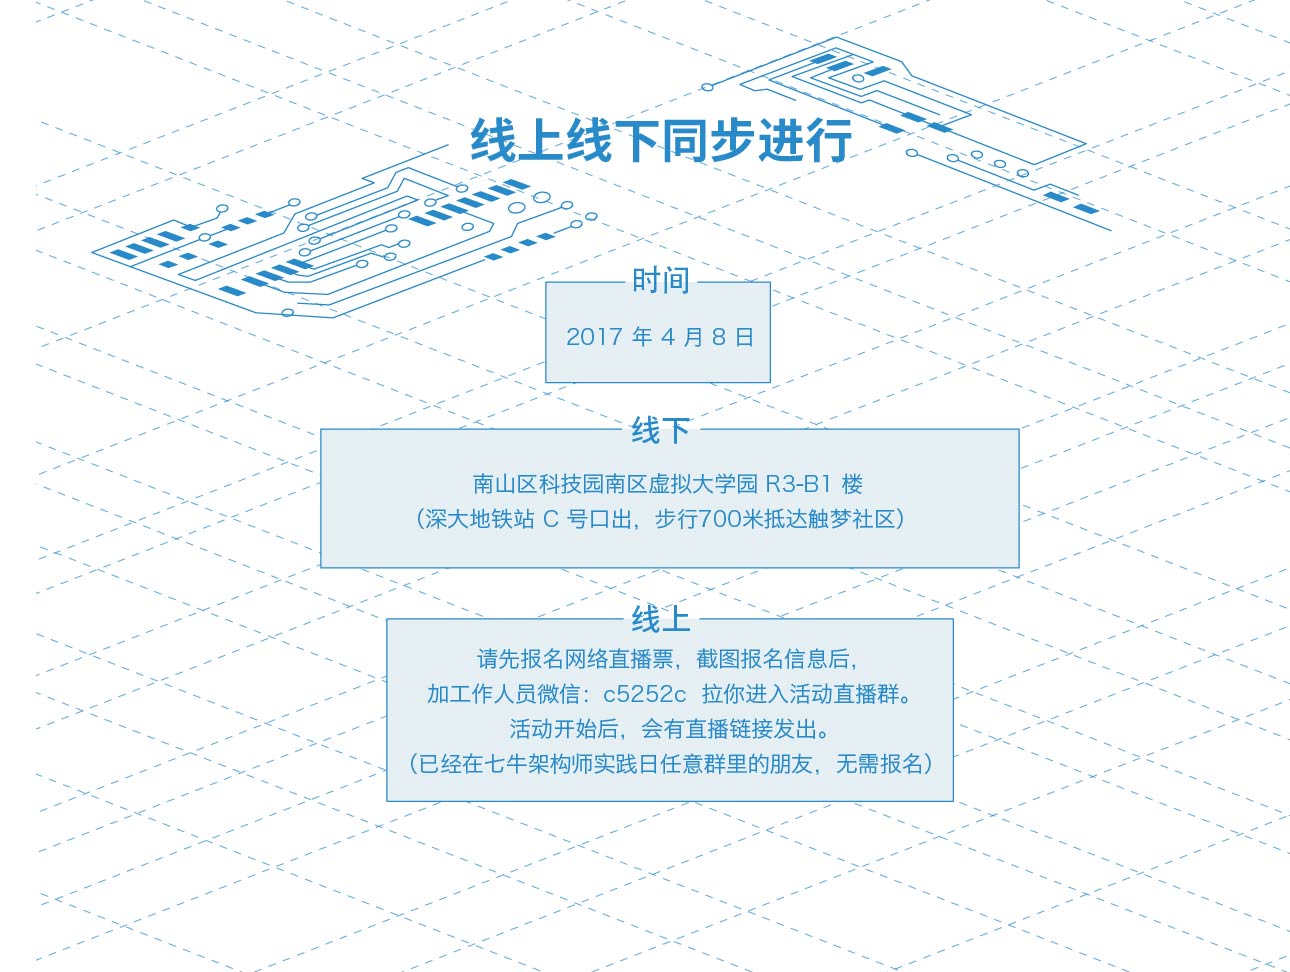 线上线下同步进行
时间
2017 年 4 月 8 日
线下
南山区科技园南区虚拟大学园 R3-B1 楼
（深大地铁站 C 号口出，步行700米抵达触梦社区）
线上
请先报名网络直播票，截图报名信息后，
加工作人员微信：c5252c 拉你进入活动直播群。
活动开始后，会有直播链接发出。
（已经在七牛架构师实践日任意群里的朋友，无需报名）